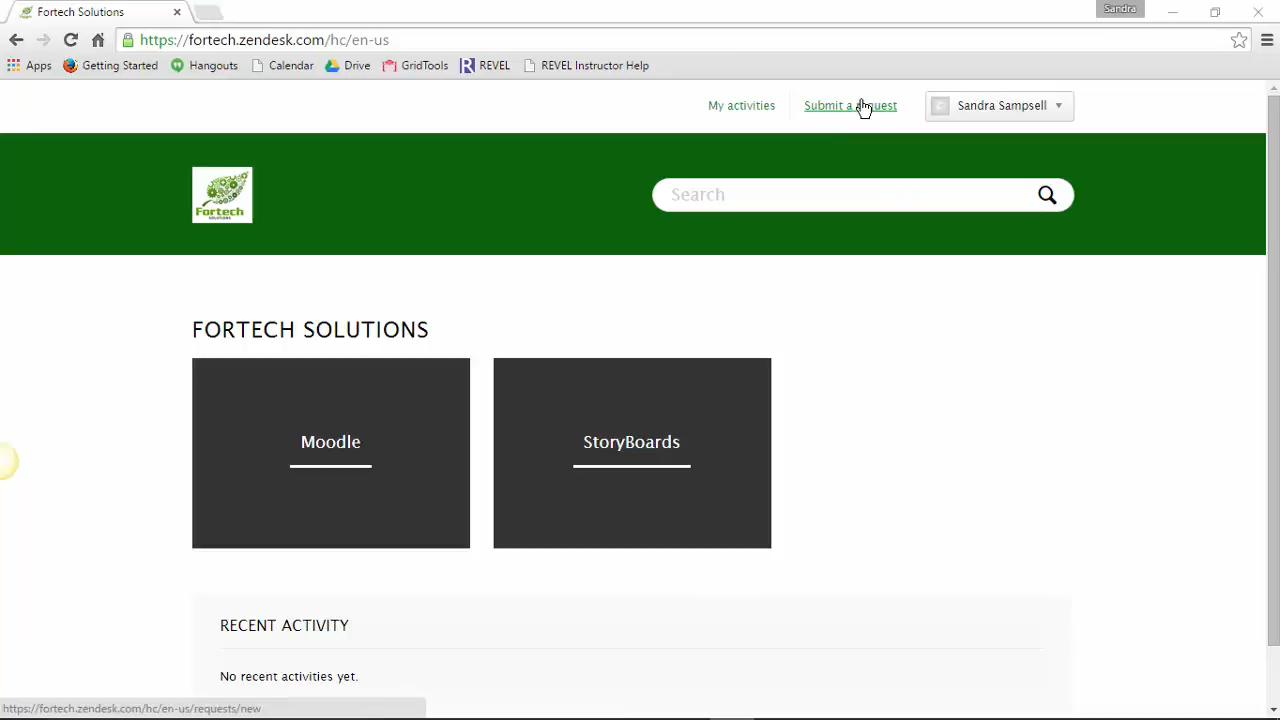 Fortech Solutions
Sandra
https://fortech.zendesk.com/hc/en-us
Apps Getting Started Hangouts Calendar Drive GridTools REVEL REVEL Instructor Help
My activities Submit a request Sandra Sampsell
Fortech
SOLUTIONS
Search
FORTECH SOLUTIONS
Moodle StoryBoards
RECENT ACTIVITY
No recent activities yet.
https://fortech.zendesk.com/hc/en-us/requests/new